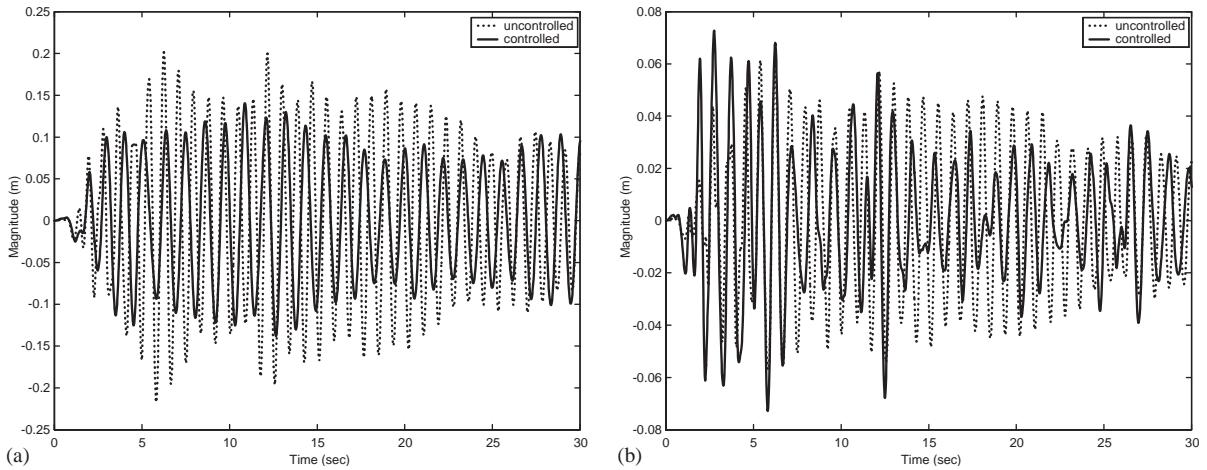 0.25
0.2
0.15
0.1
0.05
0
-0.05
-0.1
-0.15
-0.2
-0.25
Magnitude (m)
uncontrolled
controlled
0 5 10 15 20 25 30
Time (sec)
(a)
0.08
0.06
0.04
0.02
0
-0.02
-0.04
-0.06
-0.08
Magnitude (m)
uncontrolled
controlled
0 5 10 15 20 25 30
Time (sec)
(b)